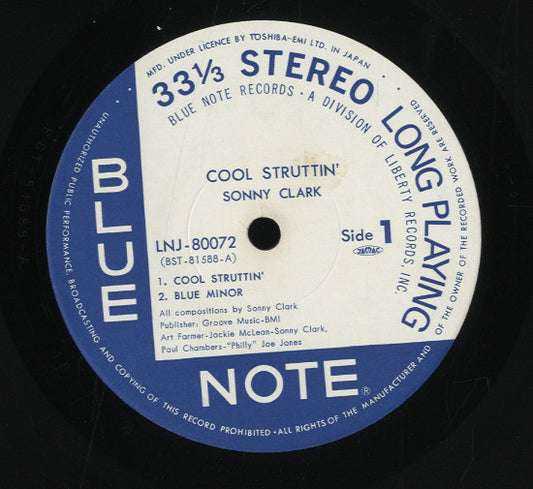 MFD. UNDER LICENCE BY TOSHIBA-EMI LTD. IN JAPAN
33⅓ STEREO LONG PLAYING
BLUE NOTE RECORDS · A DIVISION OF LIBERTY RECORDS, INC.
COOL STRUTTIN'
SONNY CLARK
LNJ-80072
(BST-81588-A)
Side 1
1. COOL STRUTTIN'
2. BLUE MINOR
All compositions by Sonny Clark
Publisher: Groove Music-BMI
Art Farmer-Jackie McLean-Sonny Clark,
Paul Chambers-"Philly" Joe Jones
BLUE
NOTE®
UNAUTHORIZED PUBLIC PERFORMANCE, BROADCASTING AND COPYING OF THIS RECORD PROHIBITED · ALL RIGHTS OF THE MANUFACTURER AND OF THE OWNER OF THE RECORDED WORK ARE RESERVED